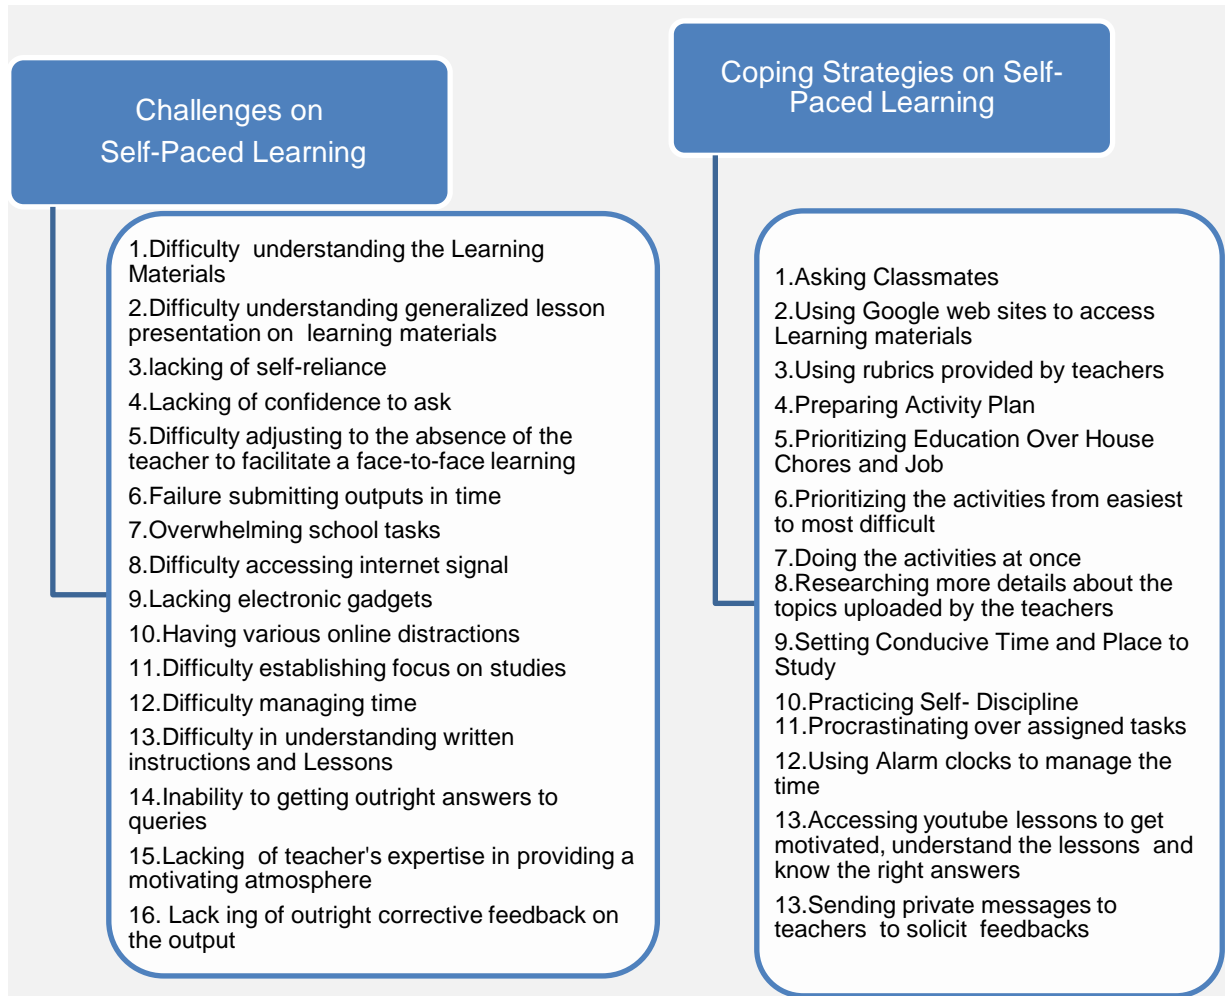 Challenges on
Self-Paced Learning
1.Difficulty  understanding the Learning
Materials
2.Difficulty understanding generalized lesson
presentation on  learning materials
3.lacking of self-reliance
4.Lacking of confidence to ask
5.Difficulty adjusting to the absence of the
teacher to facilitate a face-to-face learning
6.Failure submitting outputs in time
7.Overwhelming school tasks
8.Difficulty accessing internet signal
9.Lacking electronic gadgets
10.Having various online distractions
11.Difficulty establishing focus on studies
12.Difficulty managing time
13.Difficulty in understanding written
instructions and Lessons
14.Inability to getting outright answers to
queries
15.Lacking  of teacher's expertise in providing a
motivating atmosphere
16. Lack ing of outright corrective feedback on
the output
Coping Strategies on Self-
Paced Learning
1.Asking Classmates
2.Using Google web sites to access
Learning materials
3.Using rubrics provided by teachers
4.Preparing Activity Plan
5.Prioritizing Education Over House
Chores and Job
6.Prioritizing the activities from easiest
to most difficult
7.Doing the activities at once
8.Researching more details about the
topics uploaded by the teachers
9.Setting Conducive Time and Place to
Study
10.Practicing Self- Discipline
11.Procrastinating over assigned tasks
12.Using Alarm clocks to manage the
time
13.Accessing youtube lessons to get
motivated, understand the lessons  and
know the right answers
13.Sending private messages to
teachers  to solicit  feedbacks